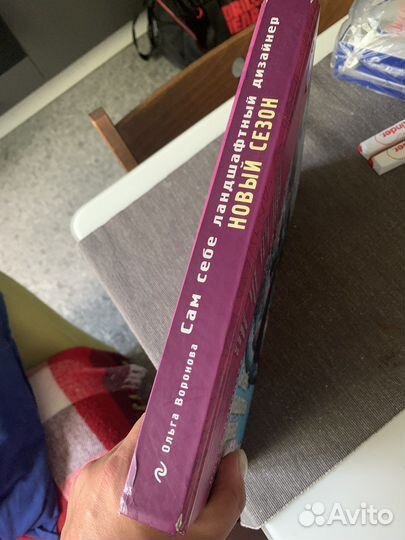 Ольга Воронова Сам себе ландшафтный дизайнер
НОВЫЙ СЕЗОН
Avito